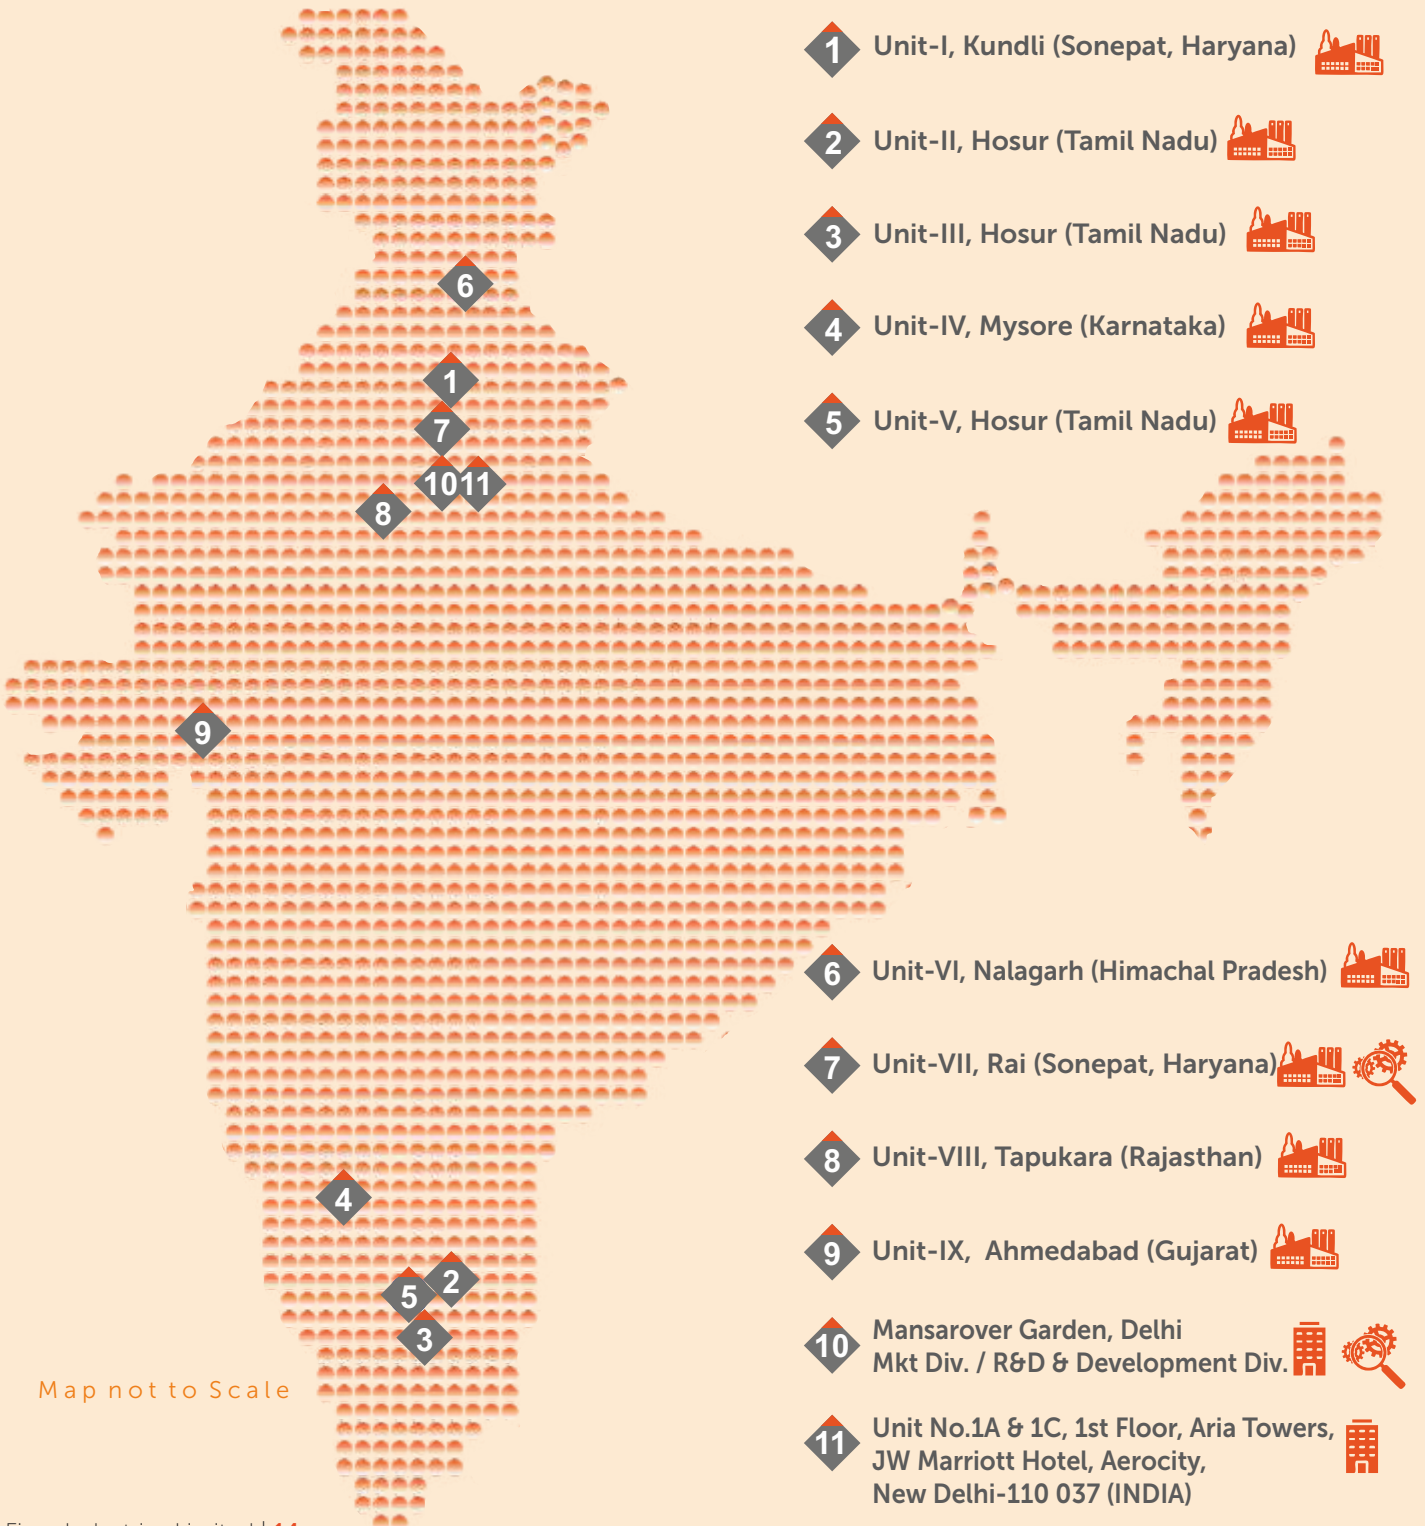 1 Unit-I, Kundli (Sonepat, Haryana)
2 Unit-II, Hosur (Tamil Nadu)
3 Unit-III, Hosur (Tamil Nadu)
4 Unit-IV, Mysore (Karnataka)
5 Unit-V, Hosur (Tamil Nadu)
6
1
7
10 11
8
9
4
2
5
3
6 Unit-VI, Nalagarh (Himachal Pradesh)
7 Unit-VII, Rai (Sonepat, Haryana)
8 Unit-VIII, Tapukara (Rajasthan)
9 Unit-IX, Ahmedabad (Gujarat)
10 Mansarover Garden, Delhi
Mkt Div. / R&D & Development Div.
11 Unit No.1A & 1C, 1st Floor, Aria Towers,
JW Marriott Hotel, Aerocity,
New Delhi-110 037 (INDIA)
Map not to Scale